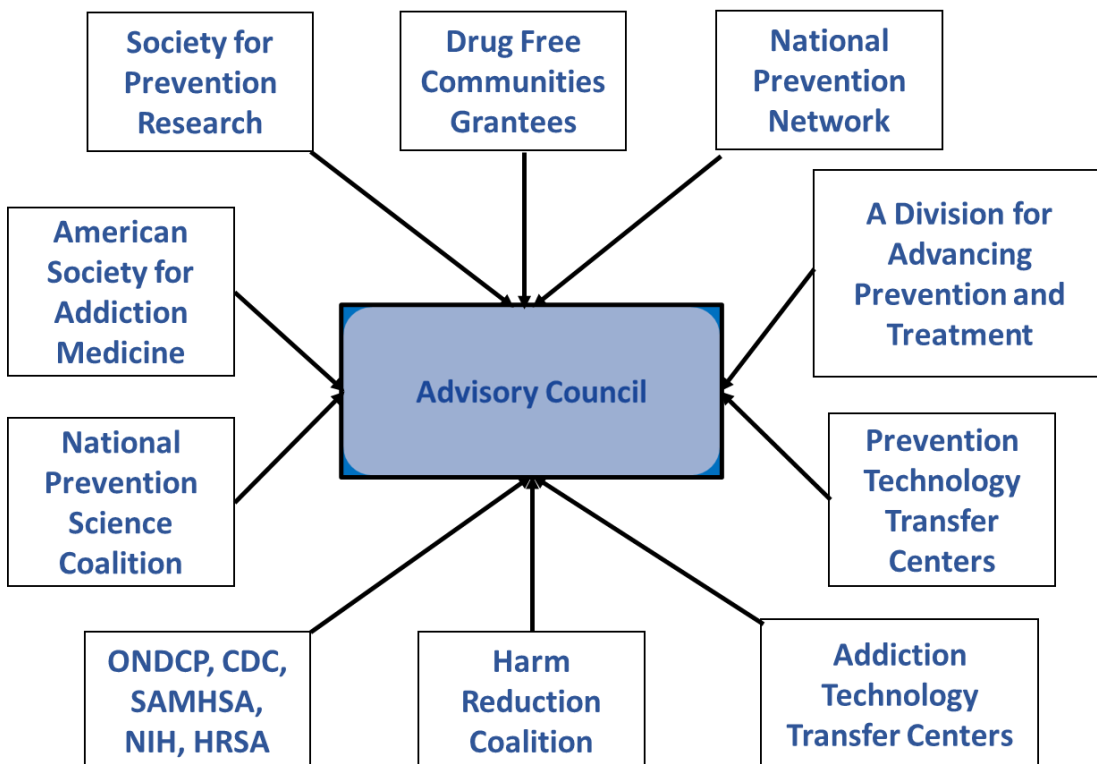 Society for
Prevention
Research
Drug Free
Communities
Grantees
National
Prevention
Network
American
Society for
Addiction
Medicine
A Division for
Advancing
Prevention and
Treatment
Advisory Council
National
Prevention
Science
Coalition
Prevention
Technology
Transfer
Centers
ONDCP, CDC,
SAMHSA,
NIH, HRSA
Harm
Reduction
Coalition
Addiction
Technology
Transfer Centers